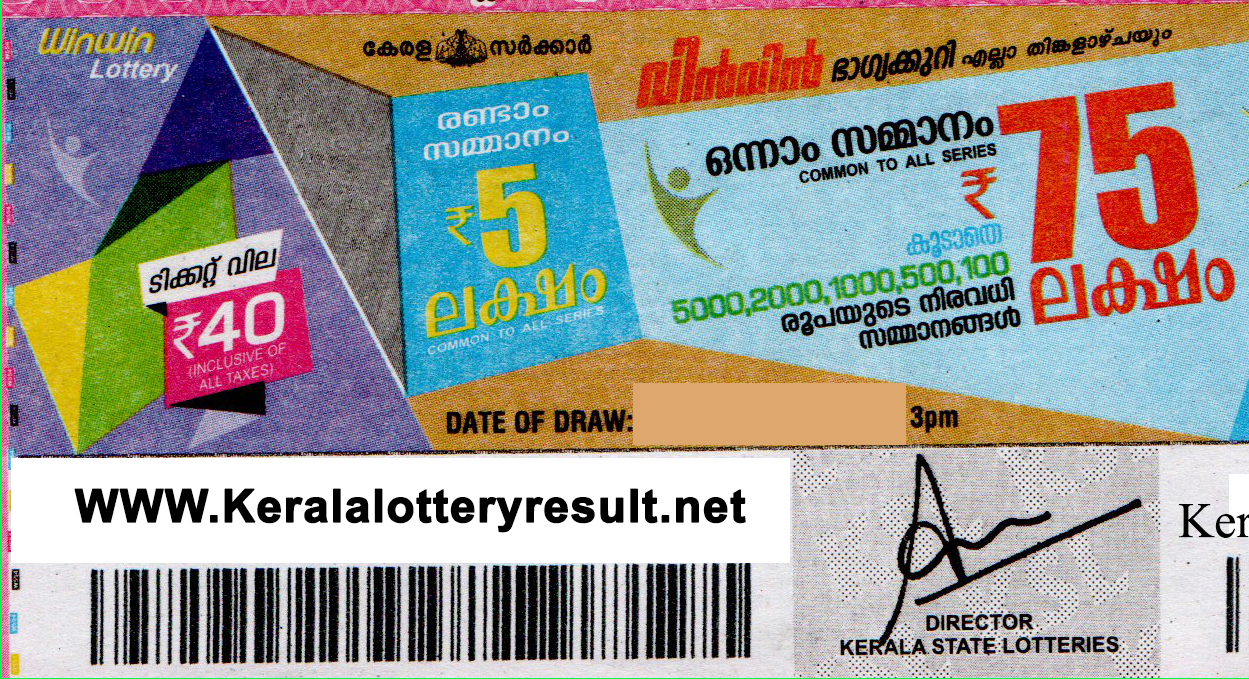 Winwin
Lottery
കേരള സർക്കാർ
വിൻവിൻ ഭാഗ്യക്കുറി എല്ലാ തിങ്കളാഴ്ചയും
രണ്ടാം
സമ്മാനം
₹5
ലക്ഷം
COMMON TO ALL SERIES
ഒന്നാം സമ്മാനം
COMMON TO ALL SERIES
₹ 75
ലക്ഷം
കൂടാതെ
5000,2000,1000,500,100
രൂപയുടെ നിരവധി
സമ്മാനങ്ങൾ
ടിക്കറ്റ് വില
₹40
(INCLUSIVE OF
ALL TAXES)
DATE OF DRAW: 3pm
WWW.Keralalotteryresult.net
Ker
DIRECTOR
KERALA STATE LOTTERIES